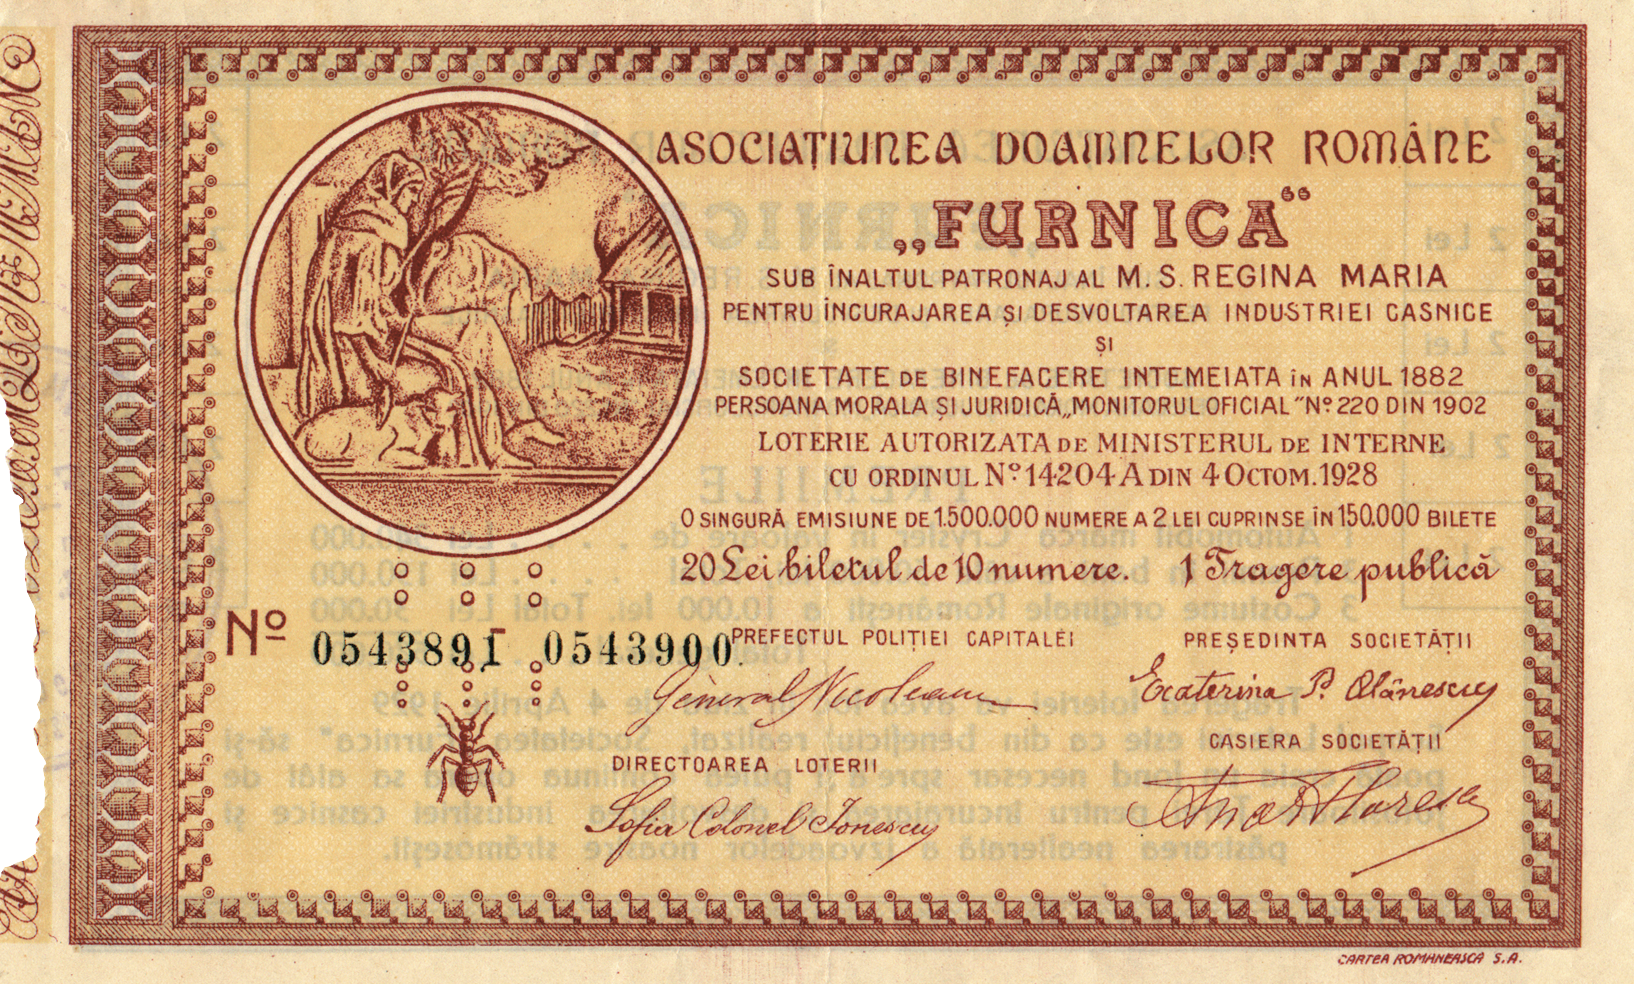 ASOCIAȚIUNEA DOAMNELOR ROMÂNE
„FURNICA“
SUB ÎNALTUL PATRONAJ AL M. S. REGINA MARIA
PENTRU ÎNCURAJAREA ȘI DESVOLTAREA INDUSTRIEI CASNICE
ȘI
SOCIETATE DE BINEFACERE INTEMEIATA în ANUL 1882
PERSOANA MORALA ȘI JURIDICĂ „MONITORUL OFICIAL” Nº 220 DIN 1902
LOTERIE AUTORIZATA DE MINISTERUL DE INTERNE
CU ORDINUL Nº 14204 A DIN 4 OCTOM. 1928
O SINGURĂ EMISIUNE DE 1.500.000 NUMERE A 2 LEI CUPRINSE ÎN 150.000 BILETE
20 Lei biletul de 10 numere. 1 Tragere publică
Nº 0543891 - 0543900.
PREFECTUL POLIȚIEI CAPITALEI
General Nicoleanu
PREȘEDINTA SOCIETĂȚII
Ecaterina P. Olănescu
DIRECTOAREA LOTERII
Sofia Colonel Ionescu
CASIERA SOCIETĂȚII
CARTEA ROMANEASCA S.A.